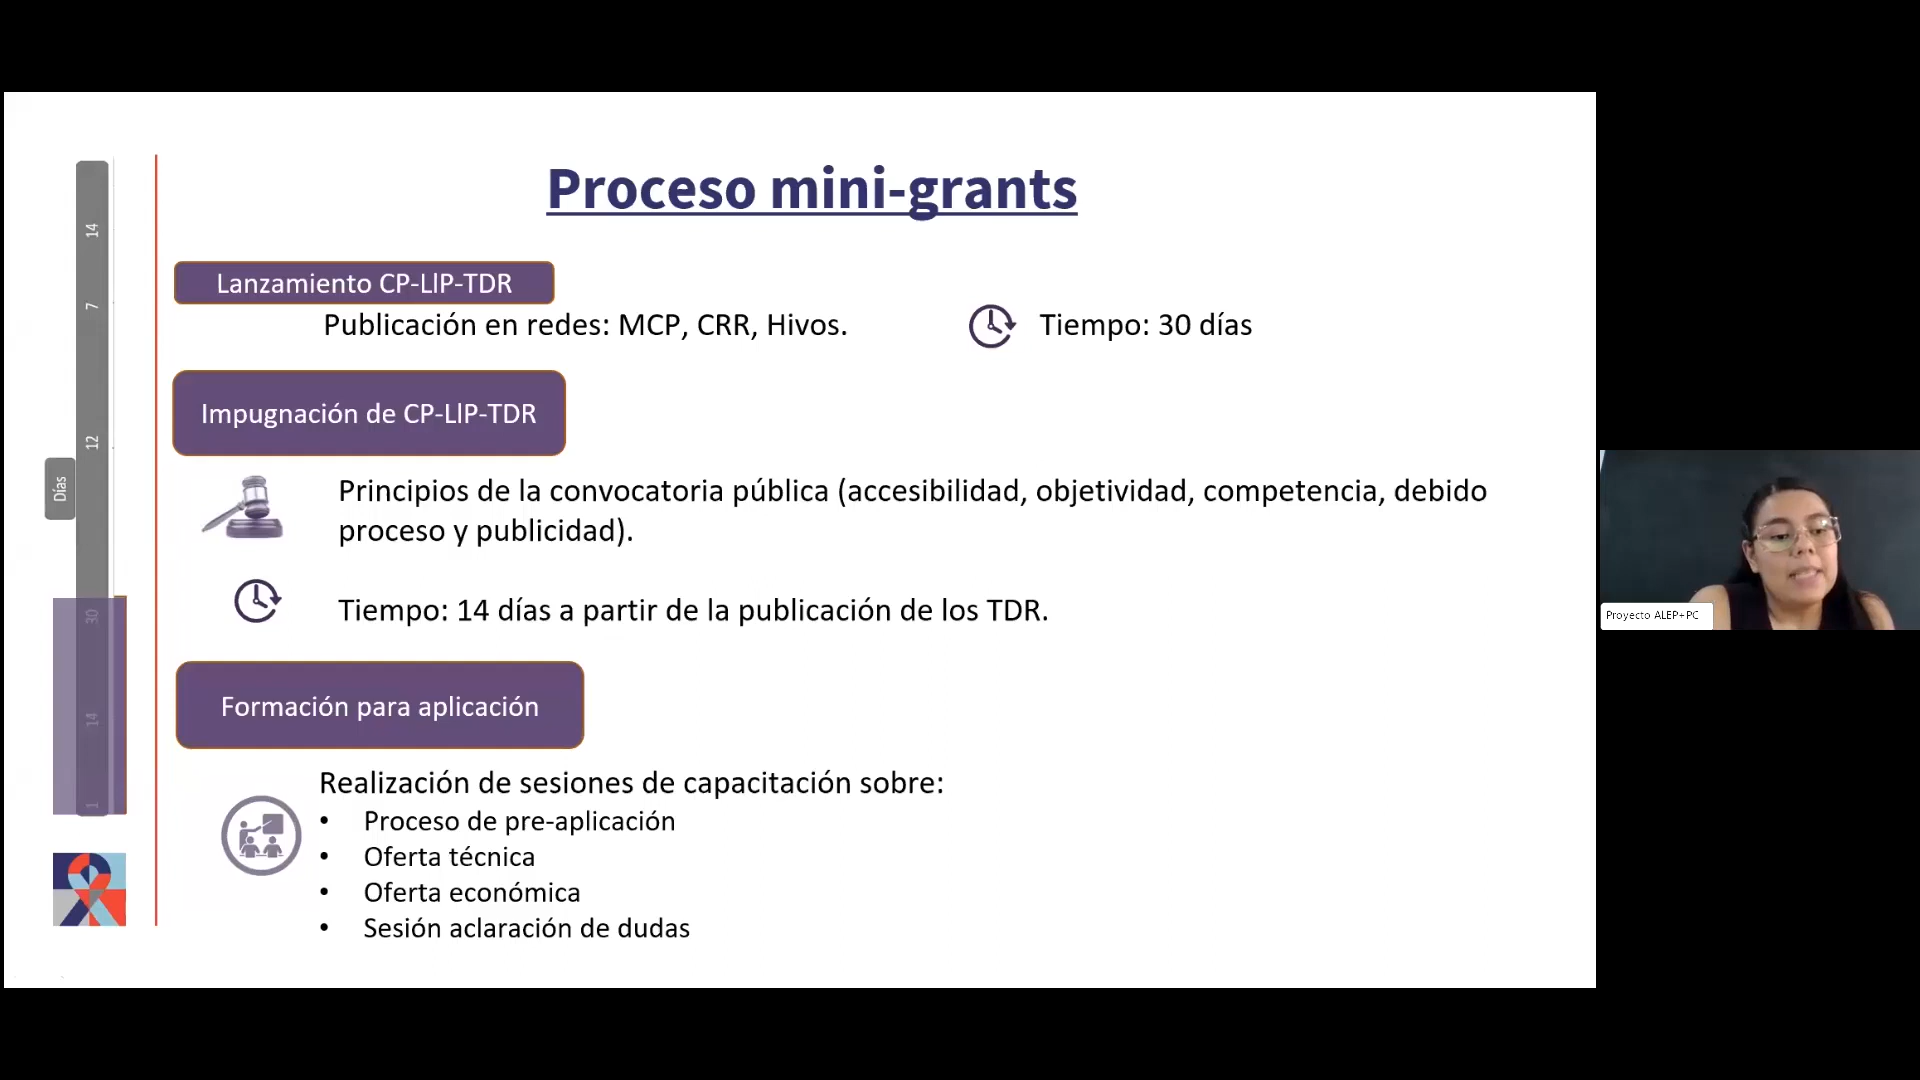 Proceso mini-grants
Lanzamiento CP-LlP-TDR
Publicación en redes: MCP, CRR, Hivos.
Tiempo: 30 días
Impugnación de CP-LlP-TDR
Principios de la convocatoria pública (accesibilidad, objetividad, competencia, debido
proceso y publicidad).
Tiempo: 14 días a partir de la publicación de los TDR.
Formación para aplicación
Realización de sesiones de capacitación sobre:
• Proceso de pre-aplicación
• Oferta técnica
• Oferta económica
• Sesión aclaración de dudas
Días
14
7
12
30
14
1
Proyecto ALEP+PC